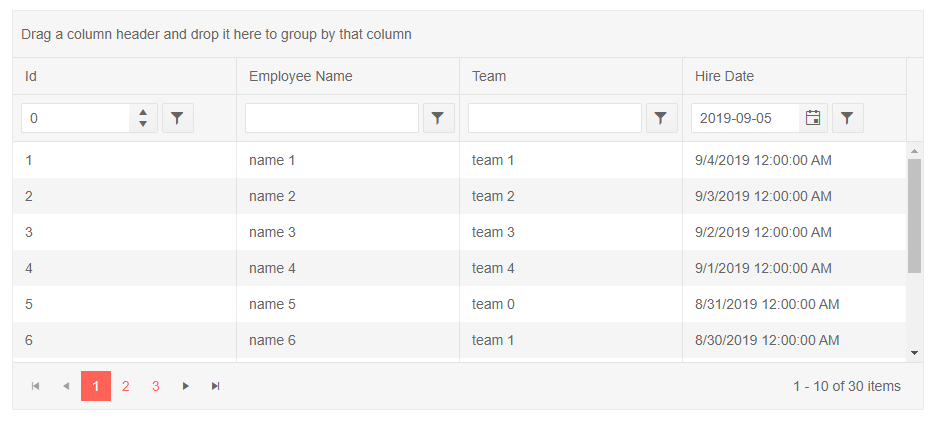 Drag a column header and drop it here to group by that column
Id Employee Name Team Hire Date
0 2019-09-05
1 name 1 team 1 9/4/2019 12:00:00 AM
2 name 2 team 2 9/3/2019 12:00:00 AM
3 name 3 team 3 9/2/2019 12:00:00 AM
4 name 4 team 4 9/1/2019 12:00:00 AM
5 name 5 team 0 8/31/2019 12:00:00 AM
6 name 6 team 1 8/30/2019 12:00:00 AM
1 2 3 1 - 10 of 30 items